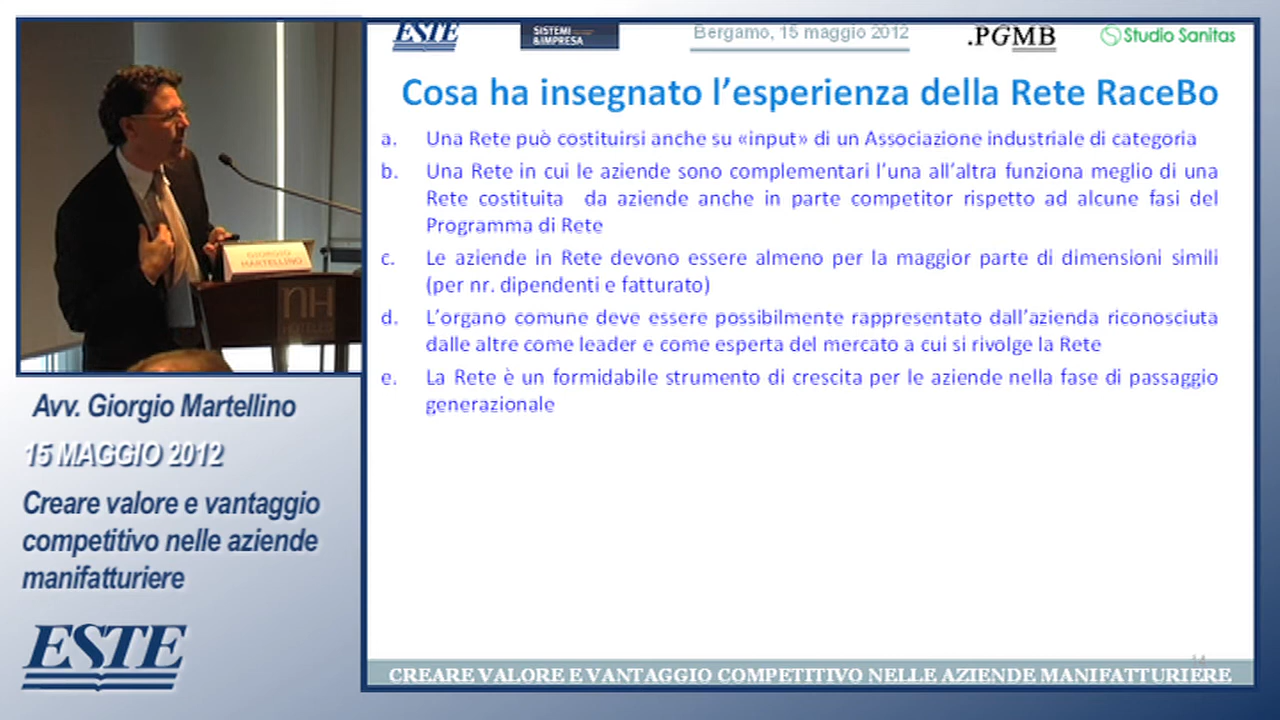 ESTE
SISTEMI
&IMPRESA
Bergamo, 15 maggio 2012
.PGMB
Studio Sanitas
Cosa ha insegnato l'esperienza della Rete RaceBo
a. Una Rete può costituirsi anche su «input» di un Associazione industriale di categoria
b. Una Rete in cui le aziende sono complementari l'una all'altra funziona meglio di una
Rete costituita da aziende anche in parte competitor rispetto ad alcune fasi del
Programma di Rete
c. Le aziende in Rete devono essere almeno per la maggior parte di dimensioni simili
(per nr. dipendenti e fatturato)
d. L'organo comune deve essere possibilmente rappresentato dall'azienda riconosciuta
dalle altre come leader e come esperta del mercato a cui si rivolge la Rete
e. La Rete è un formidabile strumento di crescita per le aziende nella fase di passaggio
generazionale
14
CREARE VALORE E VANTAGGIO COMPETITIVO NELLE AZIENDE MANIFATTURIERE
GIORGIO
MARTELLINO
nH
HOTELES
Avv. Giorgio Martellino
15 MAGGIO 2012
Creare valore e vantaggio
competitivo nelle aziende
manifatturiere
ESTE